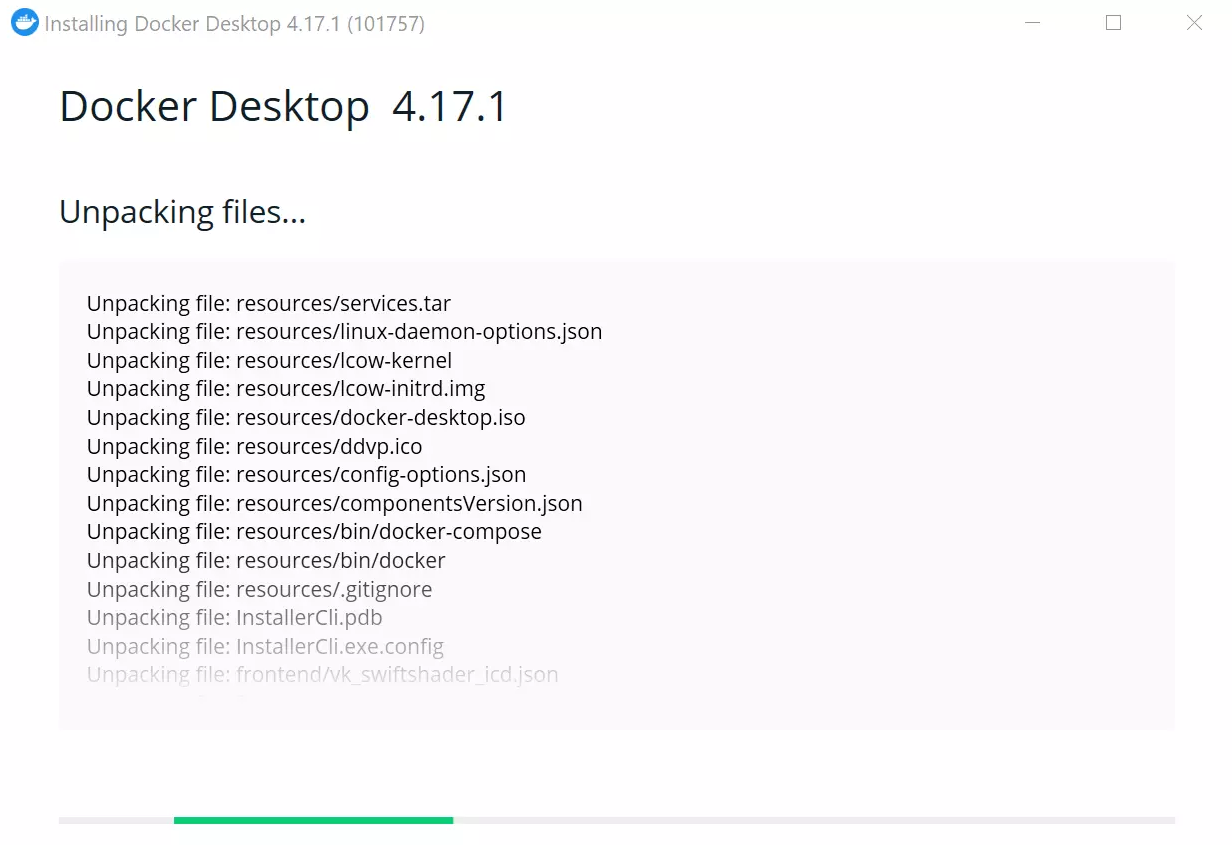 Installing Docker Desktop 4.17.1 (101757)
Docker Desktop 4.17.1
Unpacking files...
Unpacking file: resources/services.tar
Unpacking file: resources/linux-daemon-options.json
Unpacking file: resources/lcow-kernel
Unpacking file: resources/lcow-initrd.img
Unpacking file: resources/docker-desktop.iso
Unpacking file: resources/ddvp.ico
Unpacking file: resources/config-options.json
Unpacking file: resources/componentsVersion.json
Unpacking file: resources/bin/docker-compose
Unpacking file: resources/bin/docker
Unpacking file: resources/.gitignore
Unpacking file: InstallerCli.pdb
Unpacking file: InstallerCli.exe.config
Unpacking file: frontend/vk_swiftshader_icd.json